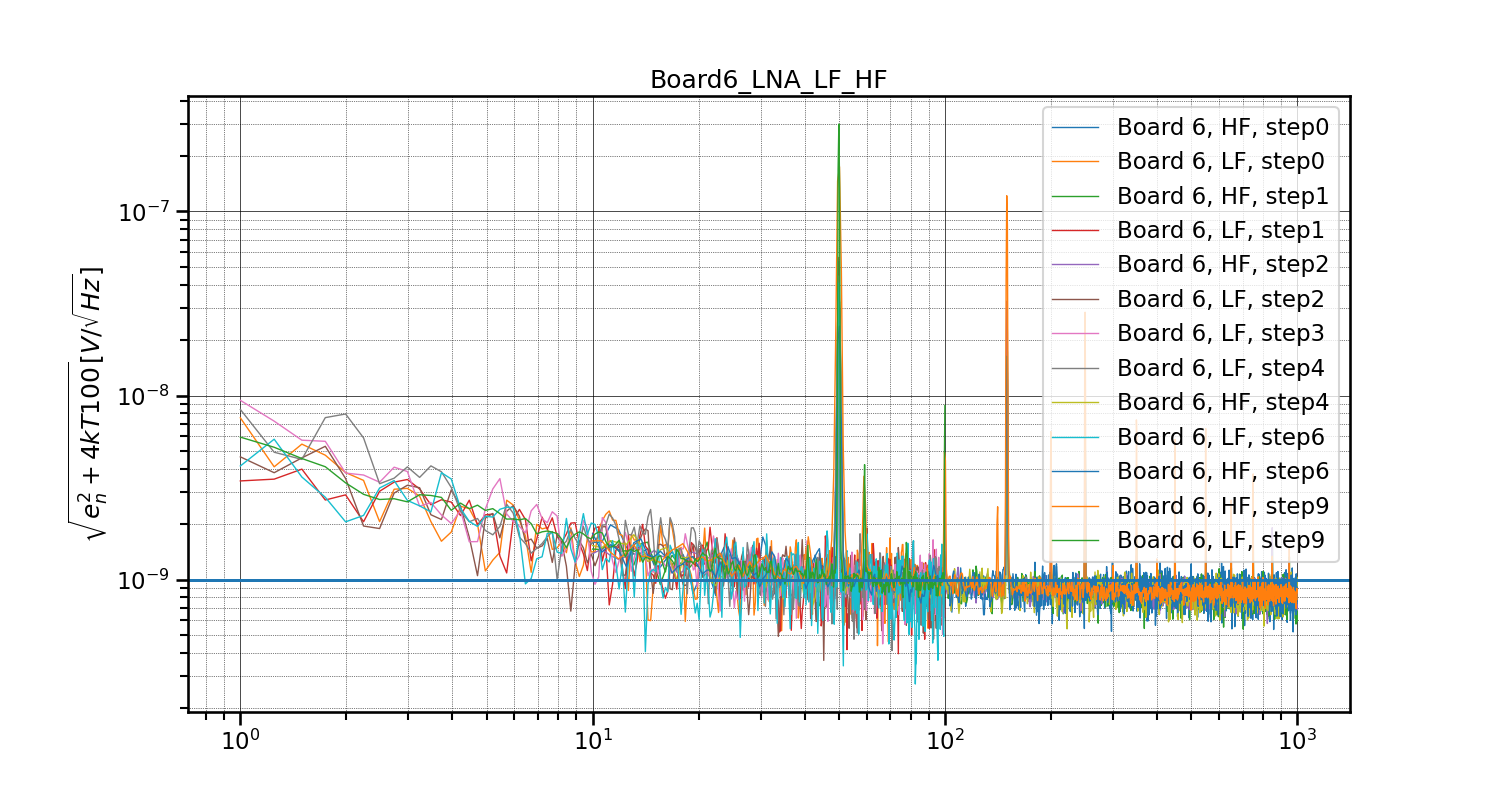 Board6_LNA_LF_HF
√e_n^2 + 4kT100 [V/√Hz]
10^−7
10^−8
10^−9
10^0 10^1 10^2 10^3
Board 6, HF, step0
Board 6, LF, step0
Board 6, HF, step1
Board 6, LF, step1
Board 6, HF, step2
Board 6, LF, step2
Board 6, LF, step3
Board 6, LF, step4
Board 6, HF, step4
Board 6, LF, step6
Board 6, HF, step6
Board 6, HF, step9
Board 6, LF, step9